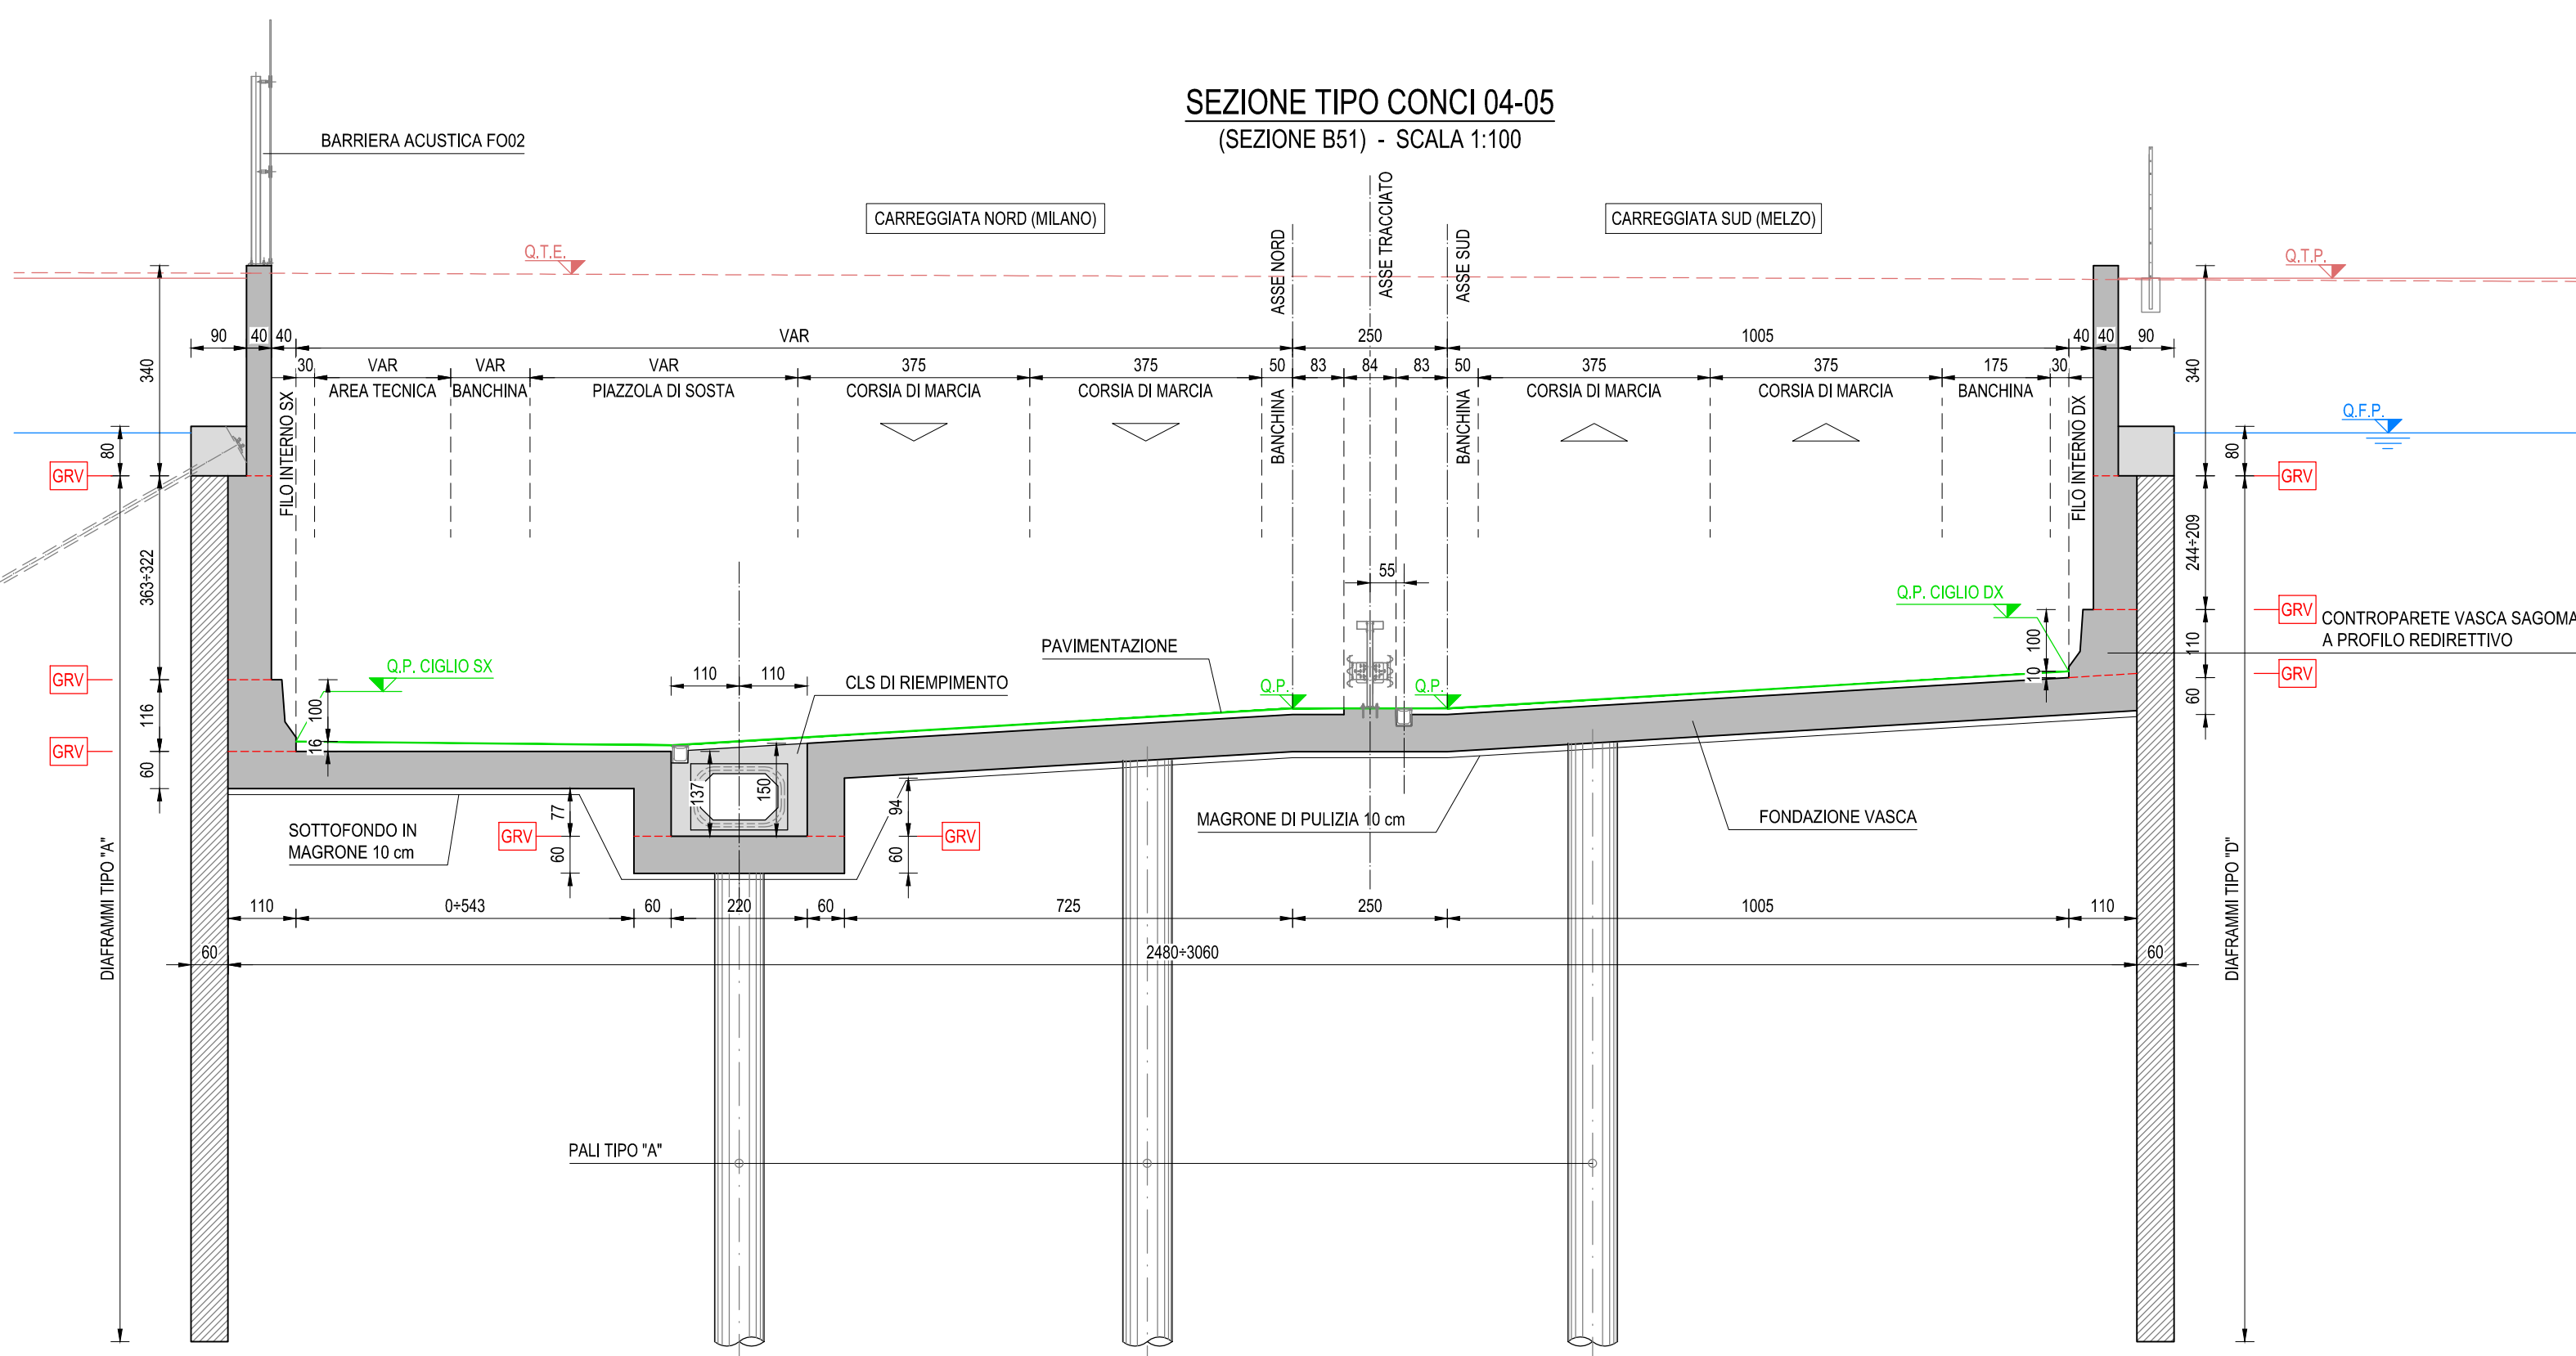 SEZIONE TIPO CONCI 04-05
(SEZIONE B51) - SCALA 1:100
BARRIERA ACUSTICA FO02
CARREGGIATA NORD (MILANO)
CARREGGIATA SUD (MELZO)
ASSE NORD
ASSE TRACCIATO
ASSE SUD
Q.T.E.
Q.T.P.
90 40 40 VAR 250 1005 40 40 90
30 VAR VAR VAR 375 375 50 83 84 83 50 375 375 175 30
AREA TECNICA BANCHINA PIAZZOLA DI SOSTA CORSIA DI MARCIA CORSIA DI MARCIA BANCHINA BANCHINA CORSIA DI MARCIA CORSIA DI MARCIA BANCHINA
FILO INTERNO SX
FILO INTERNO DX
340
340
Q.F.P.
80
80
GRV
GRV
363÷322
244÷209
55
Q.P. CIGLIO DX
GRV
CONTROPARETE VASCA SAGOMA
A PROFILO REDIRETTIVO
100
110
10
60
GRV
PAVIMENTAZIONE
Q.P. CIGLIO SX
GRV
110 110
CLS DI RIEMPIMENTO
Q.P.
Q.P.
116
100
16
GRV
60
137
150
77
94
SOTTOFONDO IN
MAGRONE 10 cm
GRV
GRV
60
60
MAGRONE DI PULIZIA 10 cm
FONDAZIONE VASCA
DIAFRAMMI TIPO "A"
DIAFRAMMI TIPO "D"
110 0÷543 60 220 60 725 250 1005 110
60 2480÷3060 60
PALI TIPO "A"